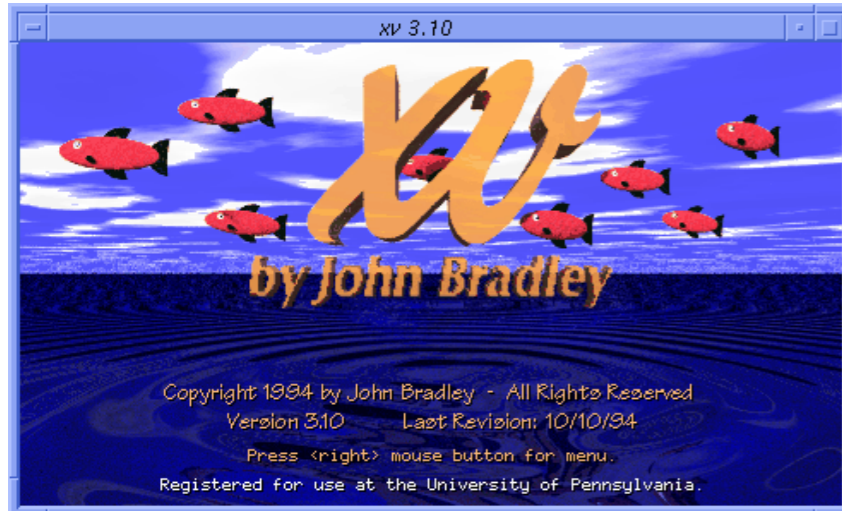 xv 3.10
xv
by John Bradley
Copyright 1994 by John Bradley - All Rights Reserved
Version 3.10 Last Revision: 10/10/94
Press <right> mouse button for menu.
Registered for use at the University of Pennsylvania.